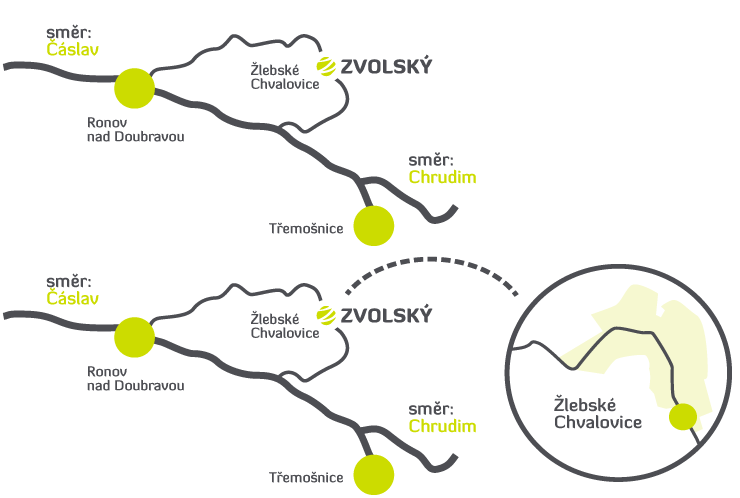 směr:
Čáslav
Žlebské
Chvalovice
ZVOLSKÝ
Ronov
nad Doubravou
směr:
Chrudim
Třemošnice
směr:
Čáslav
Žlebské
Chvalovice
ZVOLSKÝ
Ronov
nad Doubravou
směr:
Chrudim
Třemošnice
Žlebské
Chvalovice